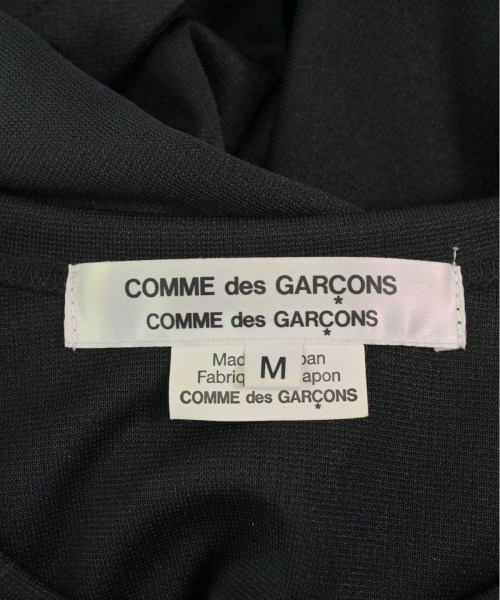 COMME des GARÇONS
COMME des GARÇONS
Mad M pan
Fabriq apon
COMME des GARÇONS